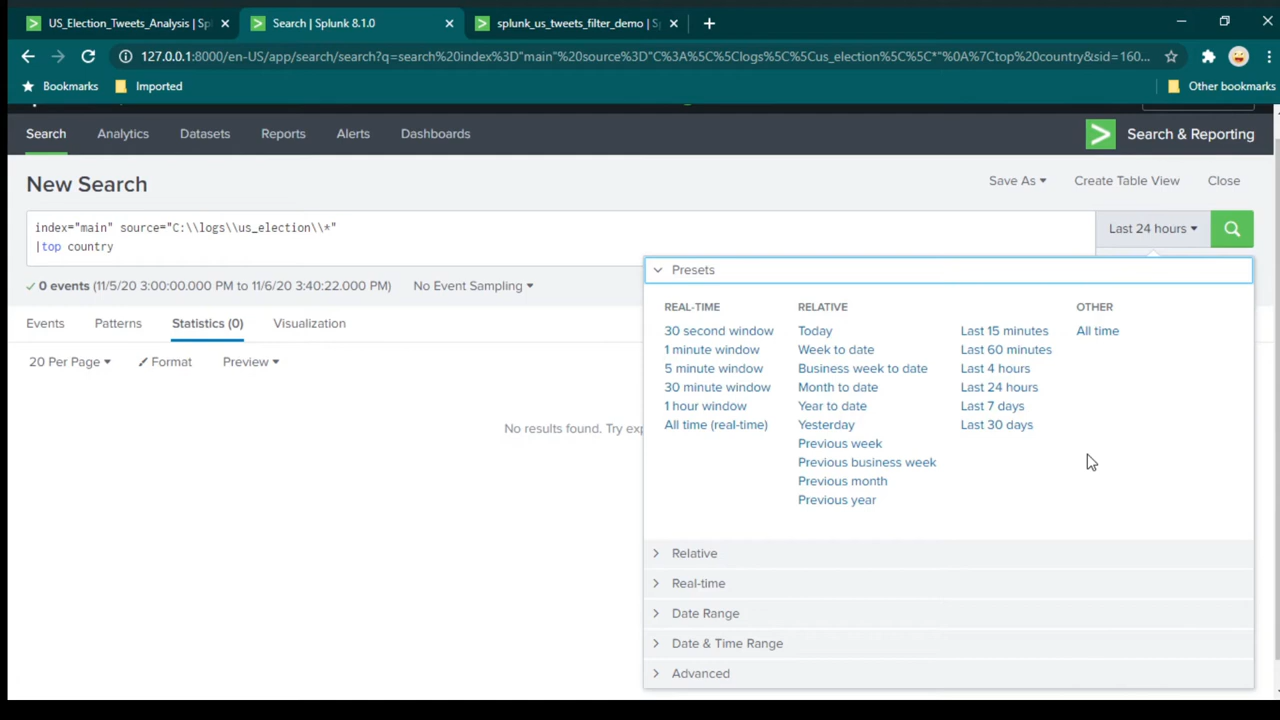 US_Election_Tweets_Analysis | Sp
Search | Splunk 8.1.0
splunk_us_tweets_filter_demo | S
127.0.0.1:8000/en-US/app/search/search?q=search%20index%3D"main"%20source%3D"C%3A%5C%5Clogs%5C%5Cus_election%5C%5C*"%0A%7Ctop%20country&sid=160...
Bookmarks
Imported
Other bookmarks
Search
Analytics
Datasets
Reports
Alerts
Dashboards
Search & Reporting
New Search
Save As
Create Table View
Close
index="main" source="C:\\logs\\us_election\\*"
|top country
Last 24 hours
0 events (11/5/20 3:00:00.000 PM to 11/6/20 3:40:22.000 PM)
No Event Sampling
Events
Patterns
Statistics (0)
Visualization
20 Per Page
Format
Preview
No results found. Try
Presets
REAL-TIME
30 second window
1 minute window
5 minute window
30 minute window
1 hour window
All time (real-time)
RELATIVE
Today
Week to date
Business week to date
Month to date
Year to date
Yesterday
Previous week
Previous business week
Previous month
Previous year
Last 15 minutes
Last 60 minutes
Last 4 hours
Last 24 hours
Last 7 days
Last 30 days
OTHER
All time
Relative
Real-time
Date Range
Date & Time Range
Advanced